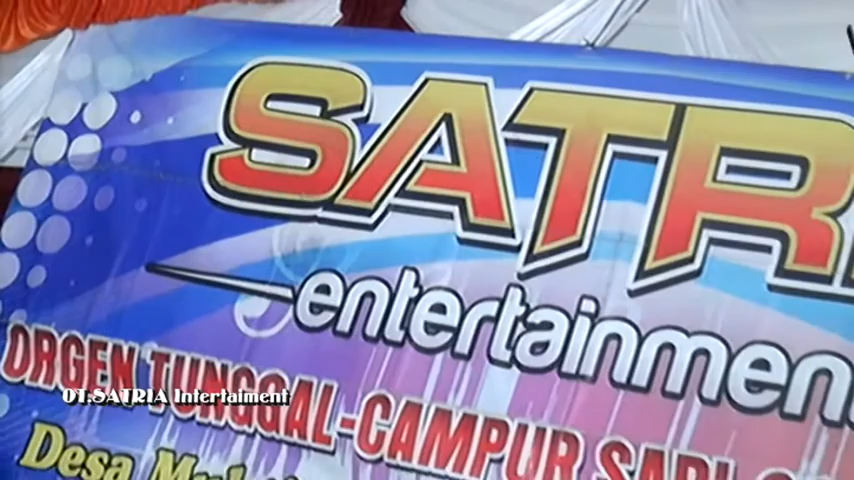 SATR
entertainmen
ORGEN TUNGGAL-CAMPUR SARI
OT.SATRIA Intertaiment
Desa